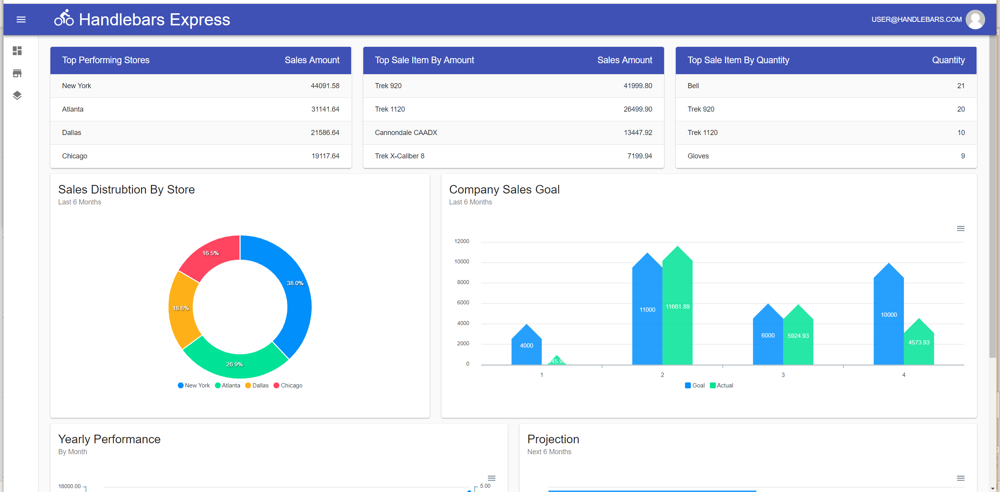 Handlebars Express
USER@HANDLEBARS.COM
Top Performing Stores Sales Amount
New York 44091.58
Atlanta 31141.64
Dallas 21586.64
Chicago 19117.64
Top Sale Item By Amount Sales Amount
Trek 920 41999.80
Trek 1120 26499.90
Cannondale CAADX 13447.92
Trek X-Caliber 8 7199.94
Top Sale Item By Quantity Quantity
Bell 21
Trek 920 20
Trek 1120 10
Gloves 9
Sales Distrubtion By Store
Last 6 Months
16.5%
38.0%
18.6%
26.9%
New York Atlanta Dallas Chicago
Company Sales Goal
Last 6 Months
12000
10000
8000
6000
4000
2000
0
4000
11000 11661.89
6000 5924.93
10000 4573.93
1 2 3 4
Goal Actual
Yearly Performance
By Month
18000.00 5.00
Projection
Next 6 Months